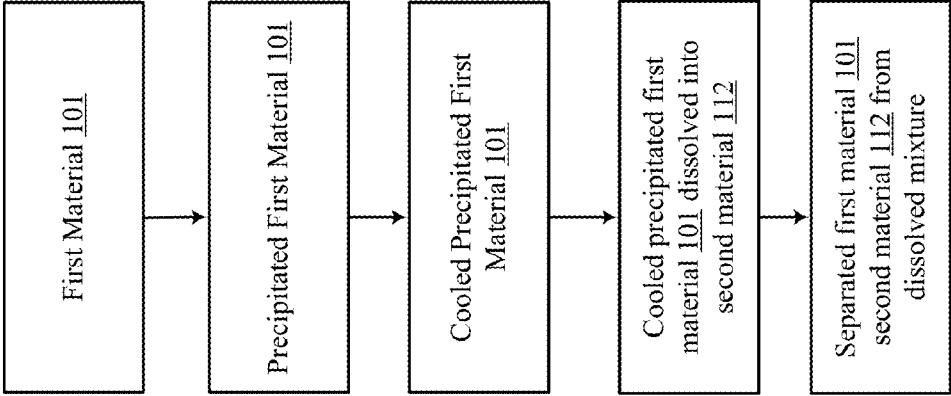 First Material 101
Precipitated First Material 101
Cooled Precipitated First
Material 101
Cooled precipitated first
material 101 dissolved into
second material 112
Separated first material 101
second material 112 from
dissolved mixture